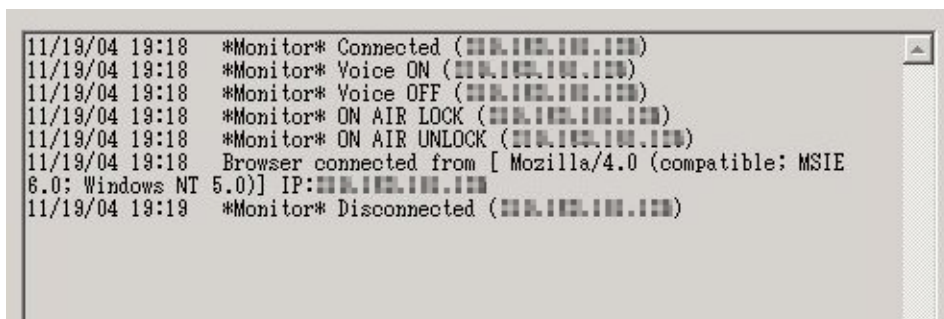 11/19/04 19:18 *Monitor* Connected ( )
11/19/04 19:18 *Monitor* Voice ON ( )
11/19/04 19:18 *Monitor* Voice OFF ( )
11/19/04 19:18 *Monitor* ON AIR LOCK ( )
11/19/04 19:18 *Monitor* ON AIR UNLOCK ( )
11/19/04 19:18 Browser connected from [ Mozilla/4.0 (compatible; MSIE
6.0; Windows NT 5.0)] IP:
11/19/04 19:19 *Monitor* Disconnected ( )